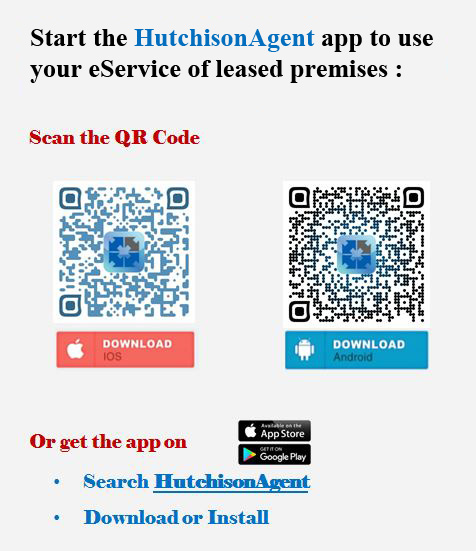 Start the HutchisonAgent app to use
your eService of leased premises :
Scan the QR Code
DOWNLOAD
IOS
DOWNLOAD
Android
Or get the app on
Available on the
App Store
GET IT ON
Google Play
• Search HutchisonAgent
• Download or Install